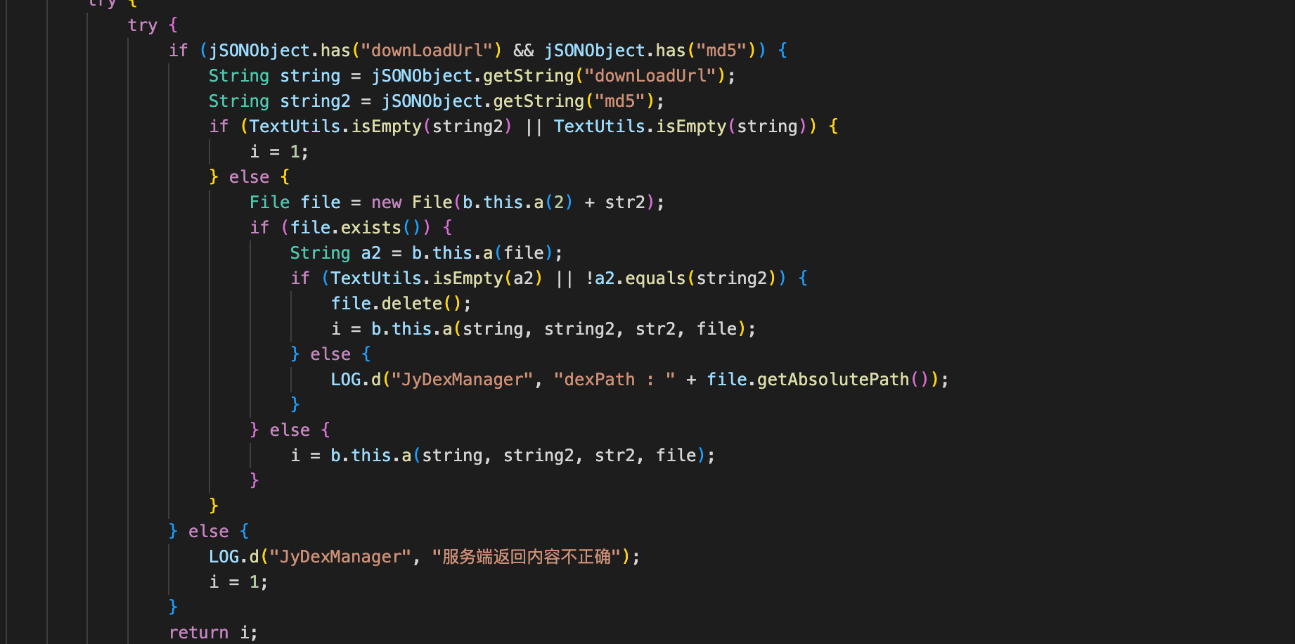 try {
try {
if (jSONObject.has("downLoadUrl") && jSONObject.has("md5")) {
String string = jSONObject.getString("downLoadUrl");
String string2 = jSONObject.getString("md5");
if (TextUtils.isEmpty(string2) || TextUtils.isEmpty(string)) {
i = 1;
} else {
File file = new File(b.this.a(2) + str2);
if (file.exists()) {
String a2 = b.this.a(file);
if (TextUtils.isEmpty(a2) || !a2.equals(string2)) {
file.delete();
i = b.this.a(string, string2, str2, file);
} else {
LOG.d("JyDexManager", "dexPath : " + file.getAbsolutePath());
}
} else {
i = b.this.a(string, string2, str2, file);
}
}
} else {
LOG.d("JyDexManager", "服务端返回内容不正确");
i = 1;
}
return i;